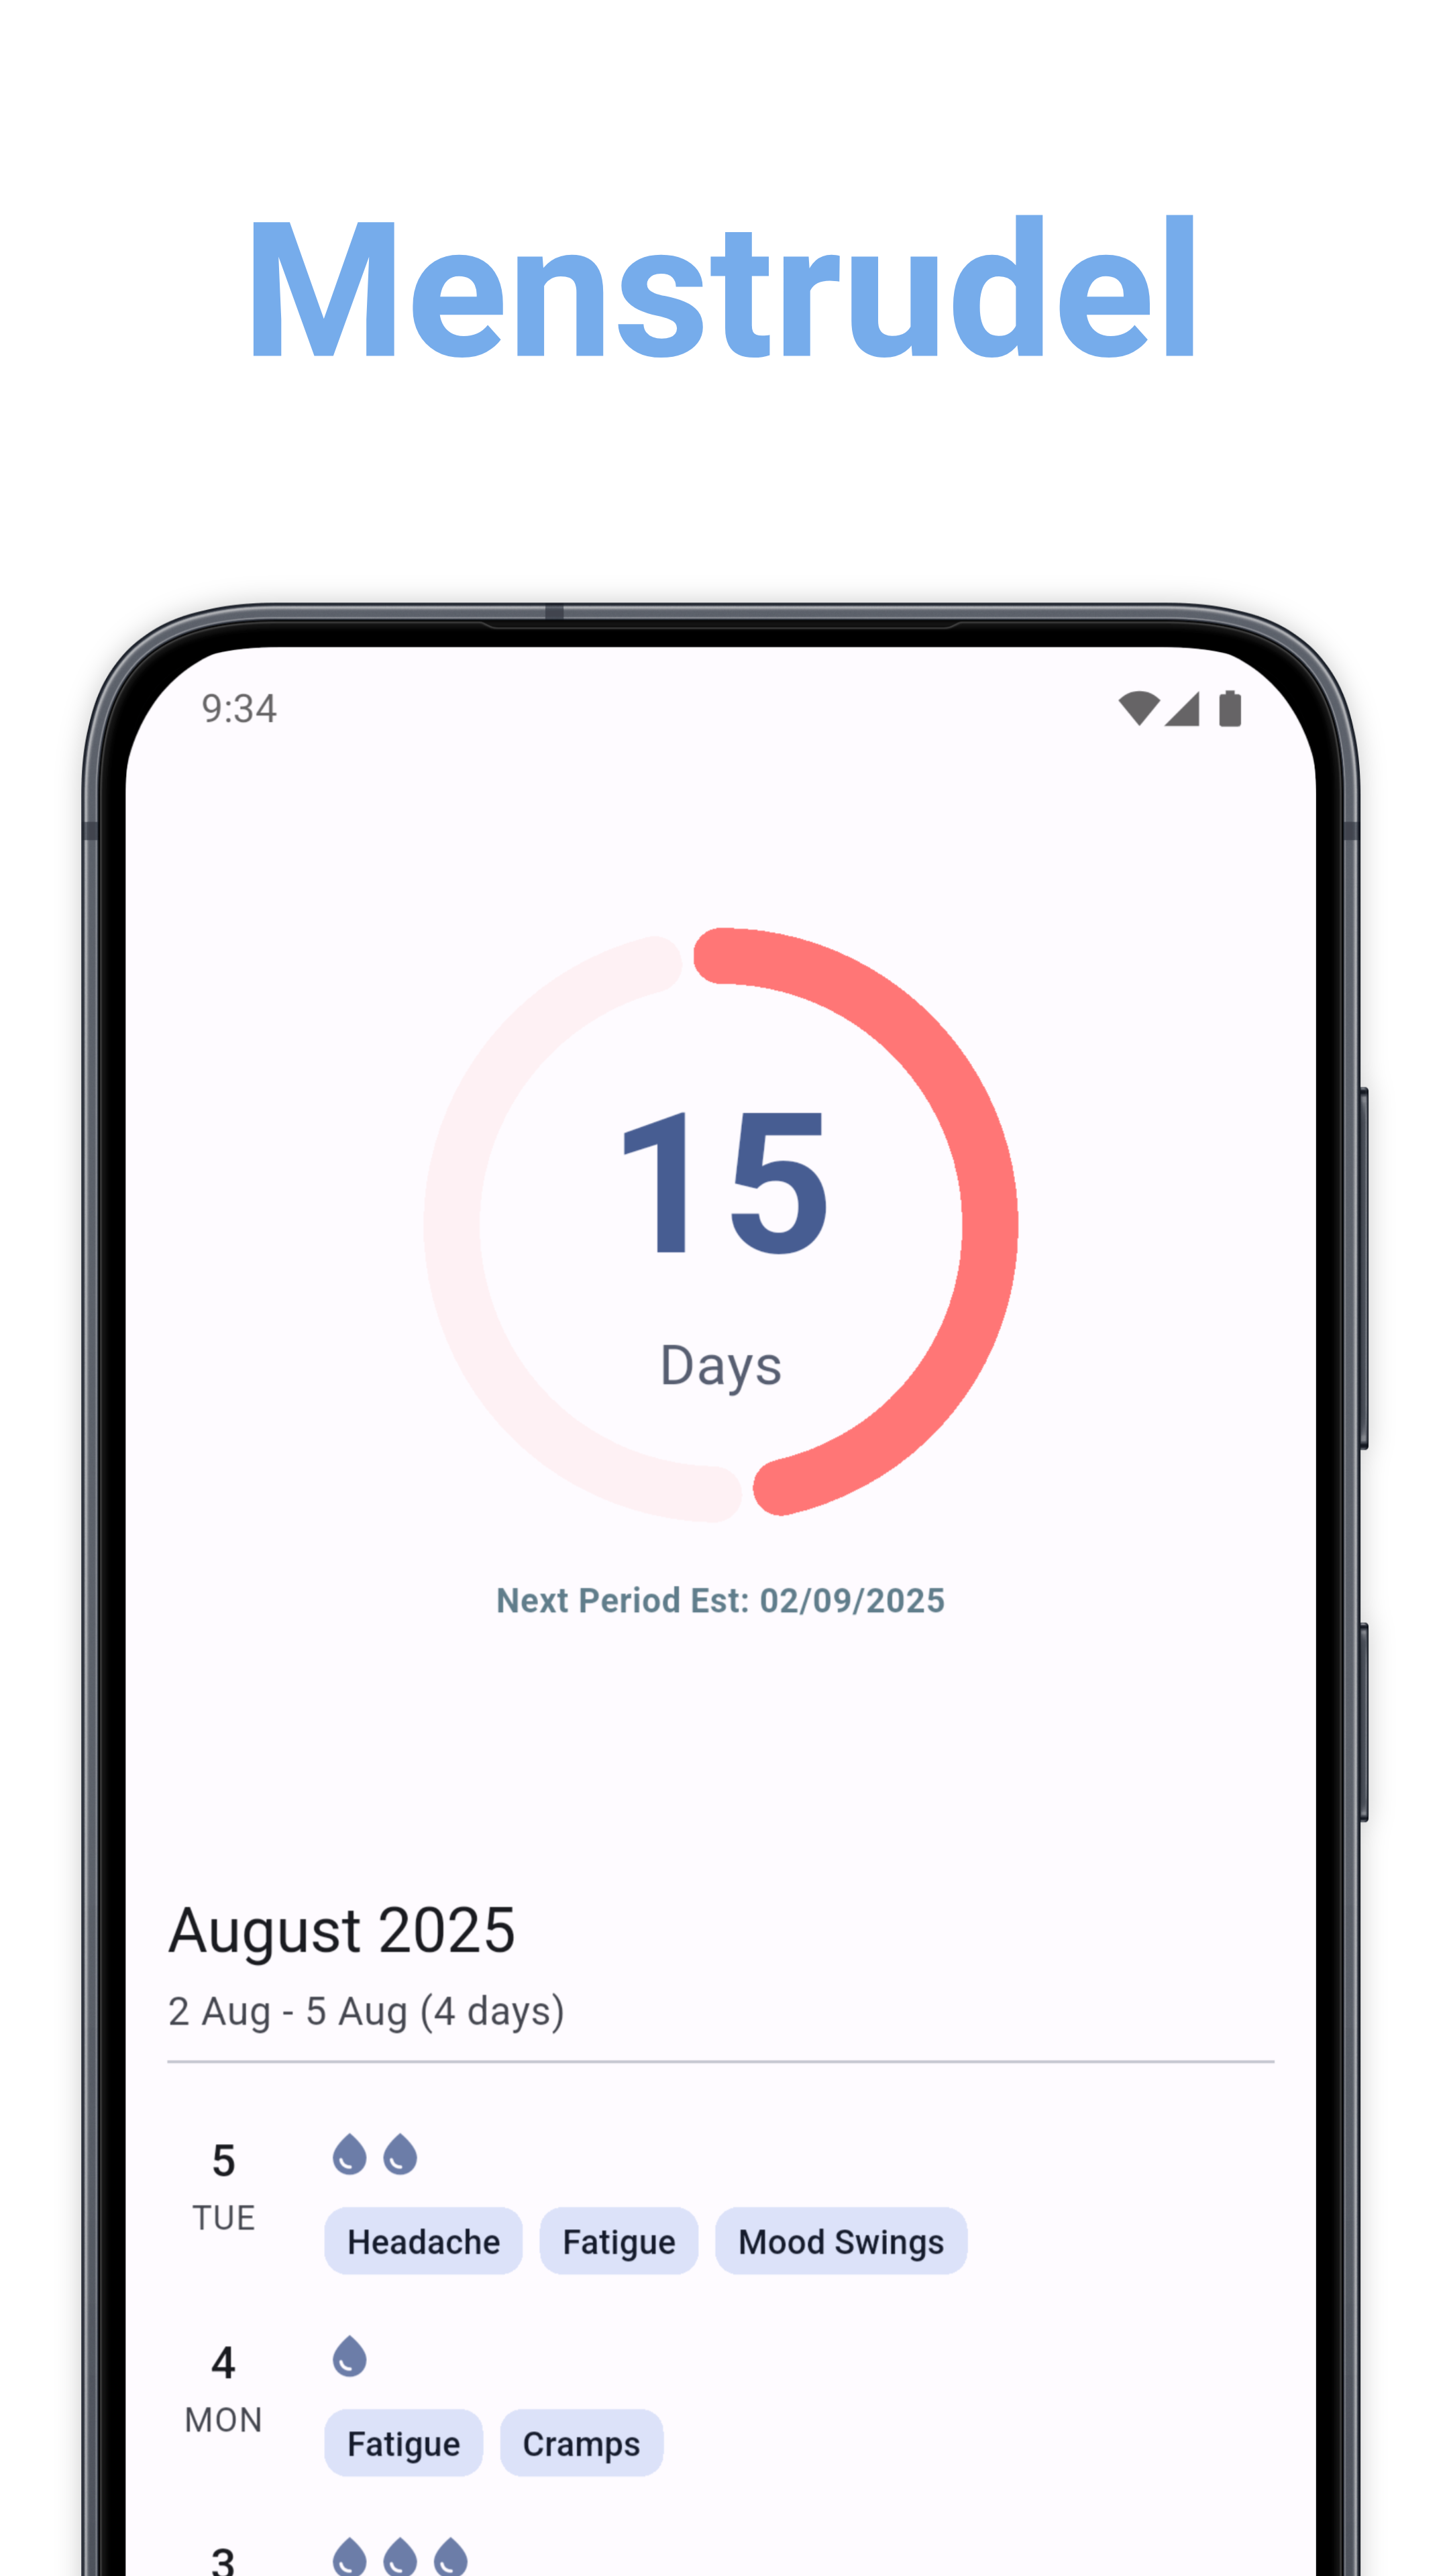 Menstrudel
9:34
15
Days
Next Period Est: 02/09/2025
August 2025
2 Aug - 5 Aug (4 days)
5
TUE
Headache Fatigue Mood Swings
4
MON
Fatigue Cramps
3